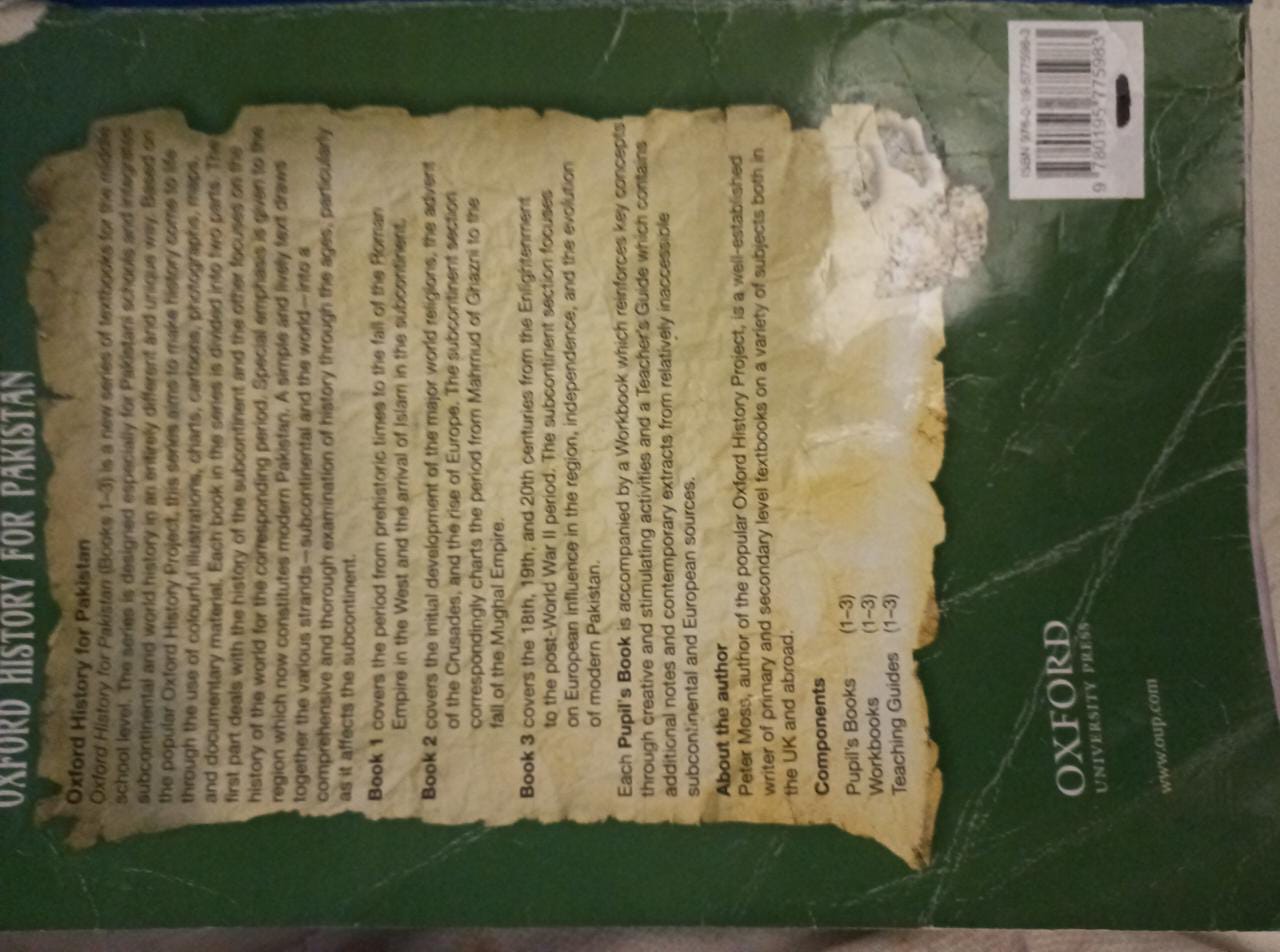 OXFORD HISTORY FOR PAKISTAN
Oxford History for Pakistan
Oxford History for Pakistan (Books 1–3) is a new series of textbooks for the middle
school level. The series is designed especially for Pakistani schools and integrates
subcontinental and world history in an entirely different and unique way. Based on
the popular Oxford History Project, this series aims to make history come to life
through the use of colourful illustrations, charts, cartoons, photographs, maps,
and documentary material. Each book in the series is divided into two parts. The
first part deals with the history of the subcontinent and the other focuses on the
history of the world for the corresponding period. Special emphasis is given to the
region which now constitutes modern Pakistan. A simple and lively text draws
together the various strands—subcontinental and the world—into a
comprehensive and thorough examination of history through the ages, particularly
as it affects the subcontinent.
Book 1 covers the period from prehistoric times to the fall of the Roman
Empire in the West and the arrival of Islam in the subcontinent.
Book 2 covers the initial development of the major world religions, the advent
of the Crusades, and the rise of Europe. The subcontinent section
correspondingly charts the period from Mahmud of Ghazni to the
fall of the Mughal Empire.
Book 3 covers the 18th, 19th, and 20th centuries from the Enlightenment
to the post-World War II period. The subcontinent section focuses
on European influence in the region, independence, and the evolution
of modern Pakistan.
Each Pupil's Book is accompanied by a Workbook which reinforces key concepts
through creative and stimulating activities and a Teacher's Guide which contains
additional notes and contemporary extracts from relatively inaccessible
subcontinental and European sources.
About the author
Peter Moss, author of the popular Oxford History Project, is a well-established
writer of primary and secondary level textbooks on a variety of subjects both in
the UK and abroad.
Components
Pupil's Books (1–3)
Workbooks (1–3)
Teaching Guides (1–3)
OXFORD
UNIVERSITY PRESS
www.oup.com
ISBN 978-0-19-577598-3
9 780195 775983